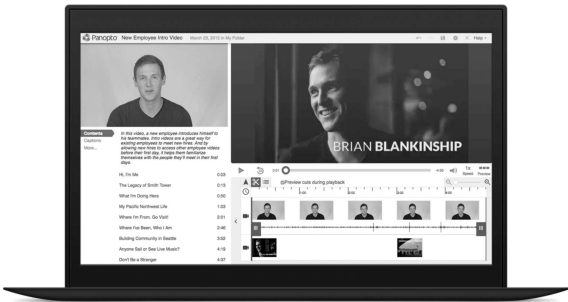 Panopto New Employee Intro Video March 25, 2015 in My Folder
Help
Contents
Captions
More...
In this video, a new employee introduces himself to
his teammates. Intro videos are a great way for
existing employees to meet new hires. And by
allowing new hires to access other employee videos
before their first day, it helps them familiarize
themselves with the people they'll meet in their first
days.
Hi, I'm Me 0:03
The Legacy of Smith Tower 0:13
What I'm Doing Here 0:50
My Pacific Northwest Life 1:03
Where I'm From, Go Visit! 2:01
Where I've Been, Who I Am 2:46
Building Community in Seattle 3:52
Anyone Sail or See Live Music? 4:19
Don't Be a Stranger 4:37
BRIAN BLANKINSHIP
1x
Speed Preview
Preview cuts during playback